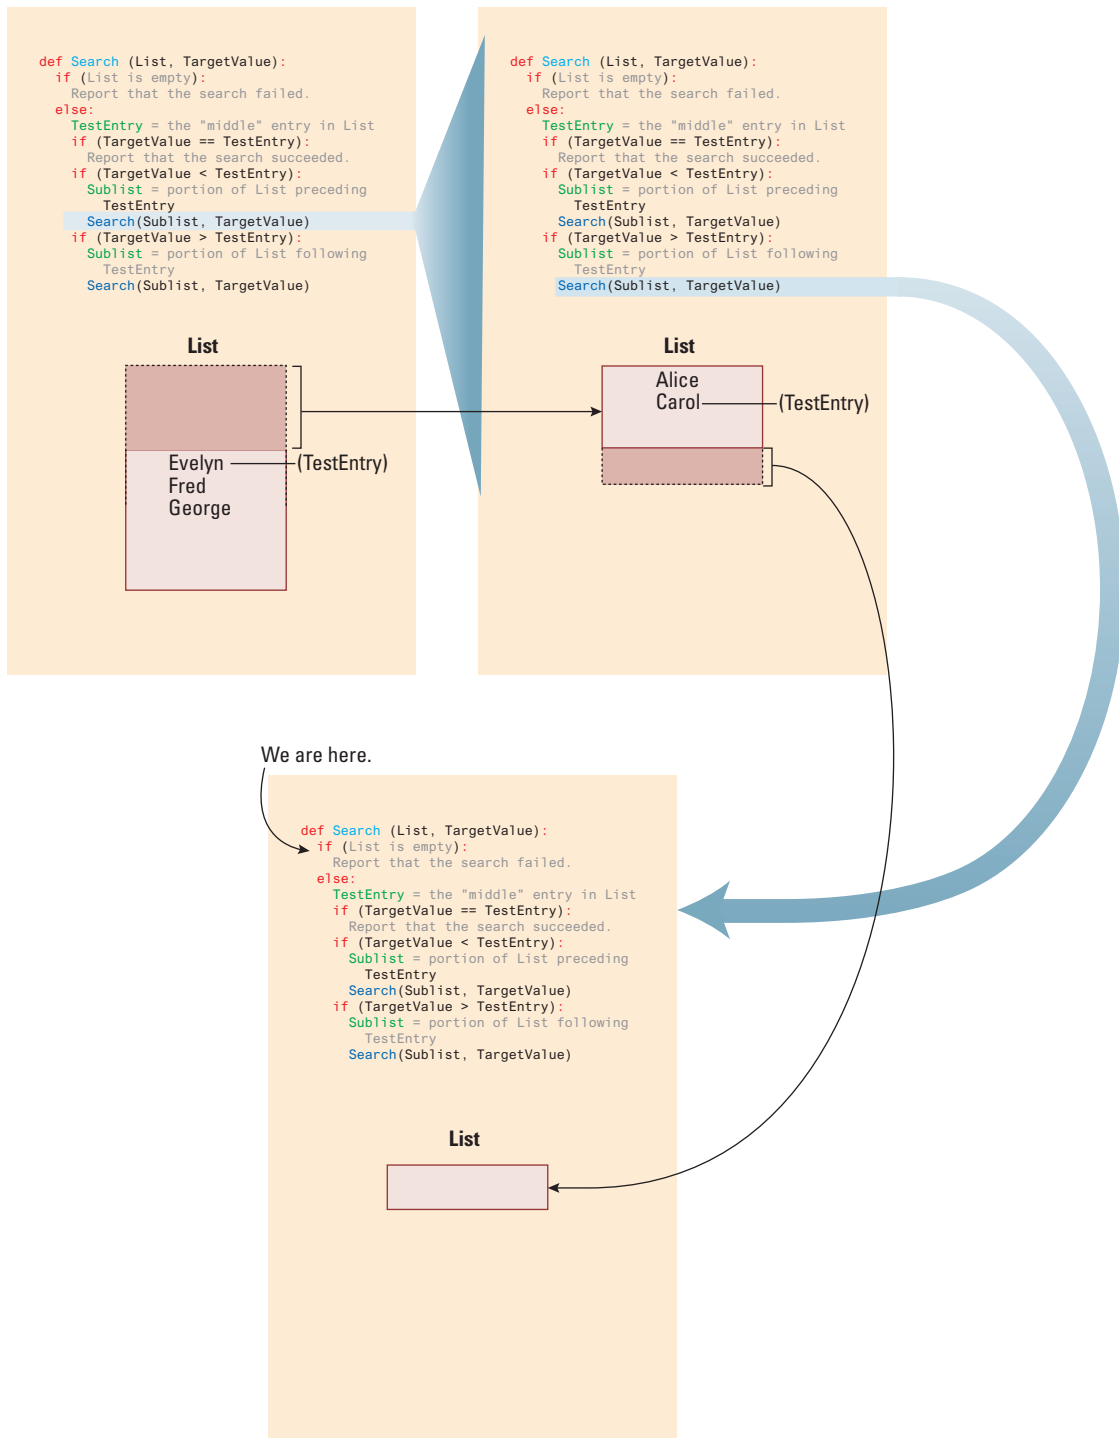 def Search (List, TargetValue):
if (List is empty):
Report that the search failed.
else:
TestEntry = the "middle" entry in List
if (TargetValue == TestEntry):
Report that the search succeeded.
if (TargetValue < TestEntry):
Sublist = portion of List preceding
TestEntry
Search(Sublist, TargetValue)
if (TargetValue > TestEntry):
Sublist = portion of List following
TestEntry
Search(Sublist, TargetValue)
List
Evelyn (TestEntry)
Fred
George
def Search (List, TargetValue):
if (List is empty):
Report that the search failed.
else:
TestEntry = the "middle" entry in List
if (TargetValue == TestEntry):
Report that the search succeeded.
if (TargetValue < TestEntry):
Sublist = portion of List preceding
TestEntry
Search(Sublist, TargetValue)
if (TargetValue > TestEntry):
Sublist = portion of List following
TestEntry
Search(Sublist, TargetValue)
List
Alice
Carol (TestEntry)
We are here.
def Search (List, TargetValue):
if (List is empty):
Report that the search failed.
else:
TestEntry = the "middle" entry in List
if (TargetValue == TestEntry):
Report that the search succeeded.
if (TargetValue < TestEntry):
Sublist = portion of List preceding
TestEntry
Search(Sublist, TargetValue)
if (TargetValue > TestEntry):
Sublist = portion of List following
TestEntry
Search(Sublist, TargetValue)
List